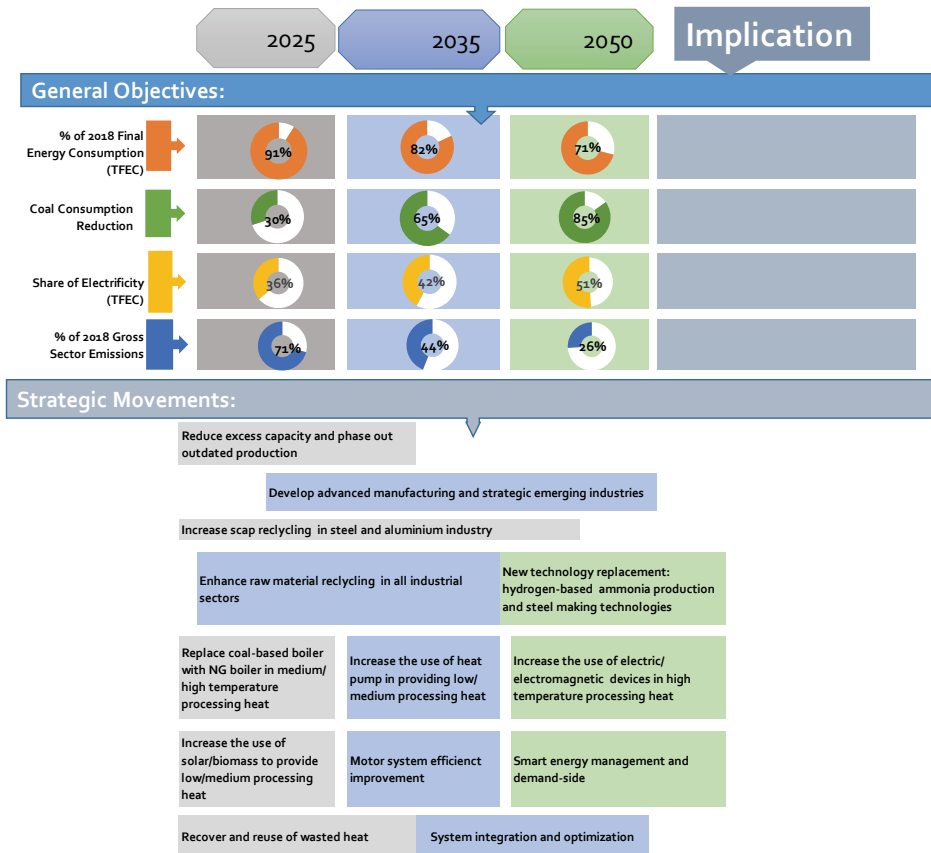 2025
2035
2050
Implication
General Objectives:
% of 2018 Final
Energy Consumption
(TFEC)
91%
82%
71%
Coal Consumption
Reduction
30%
65%
85%
Share of Electrificity
(TFEC)
36%
42%
51%
% of 2018 Gross
Sector Emissions
71%
44%
26%
Strategic Movements:
Reduce excess capacity and phase out
outdated production
Develop advanced manufacturing and strategic emerging industries
Increase scap reclycling in steel and aluminium industry
Enhance raw material reclycling in all industrial
sectors
New technology replacement:
hydrogen-based ammonia production
and steel making technologies
Replace coal-based boiler
with NG boiler in medium/
high temperature
processing heat
Increase the use of heat
pump in providing low/
medium processing heat
Increase the use of electric/
electromagnetic devices in high
temperature processing heat
Increase the use of
solar/biomass to provide
low/medium processing
heat
Motor system efficienct
improvement
Smart energy management and
demand-side
Recover and reuse of wasted heat
System integration and optimization